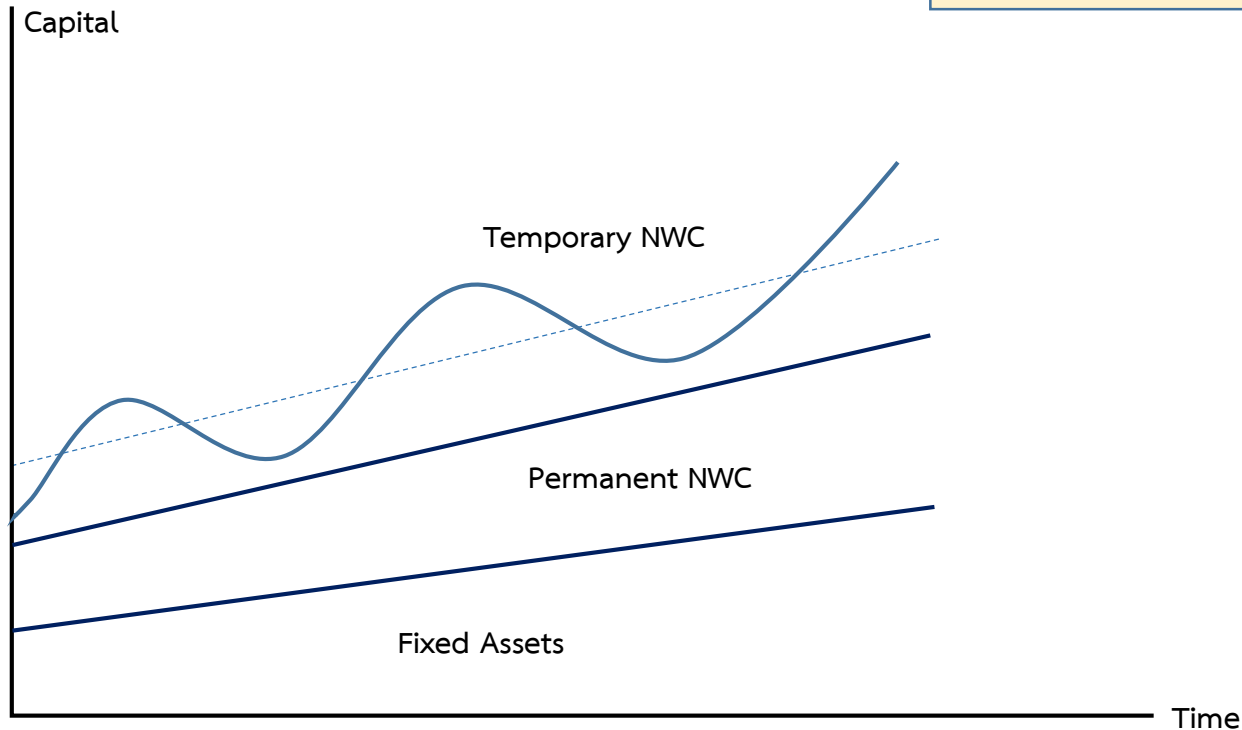 Capital
Temporary NWC
Permanent NWC
Fixed Assets
Time